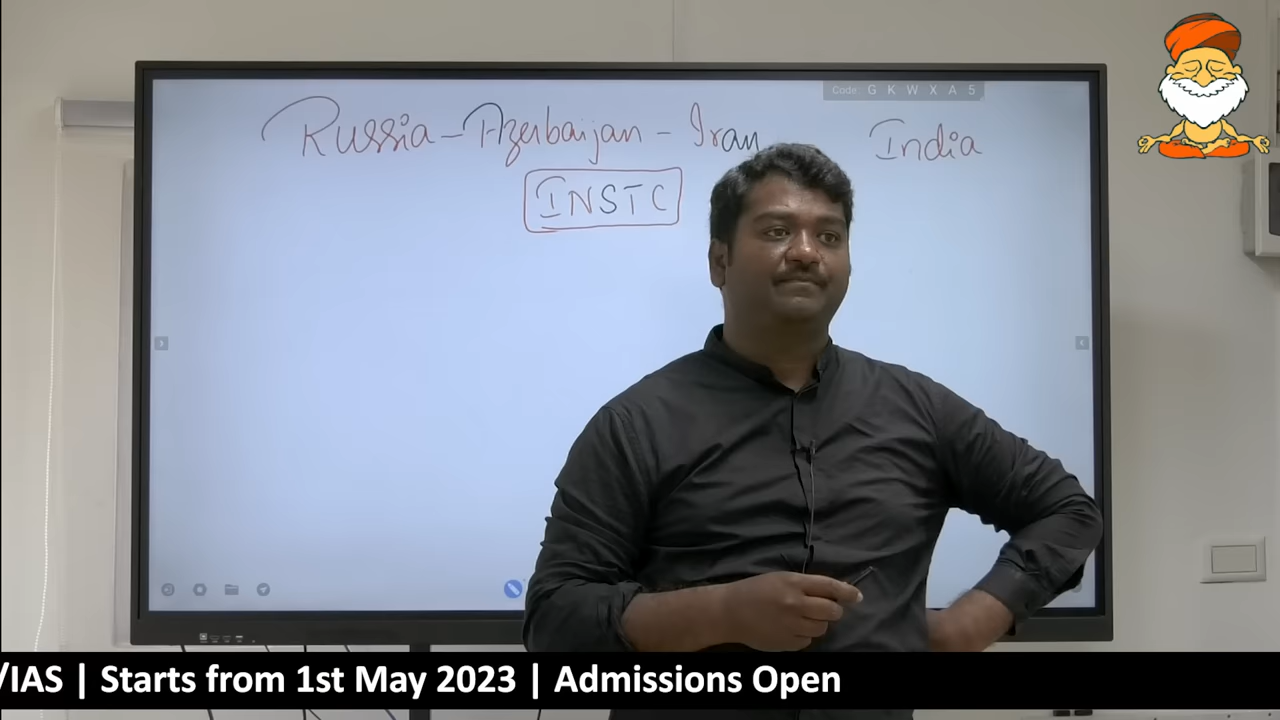 Code: G K W X A 5
Russia - Azerbaijan - Iran India
INSTC
/IAS | Starts from 1st May 2023 | Admissions Open